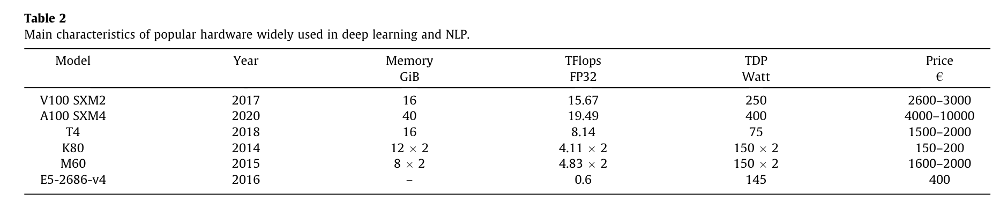 Table 2
Main characteristics of popular hardware widely used in deep learning and NLP.
Model Year Memory TFlops TDP Price
GiB FP32 Watt €
V100 SXM2 2017 16 15.67 250 2600–3000
A100 SXM4 2020 40 19.49 400 4000–10000
T4 2018 16 8.14 75 1500–2000
K80 2014 12 × 2 4.11 × 2 150 × 2 150–200
M60 2015 8 × 2 4.83 × 2 150 × 2 1600–2000
E5-2686-v4 2016 – 0.6 145 400